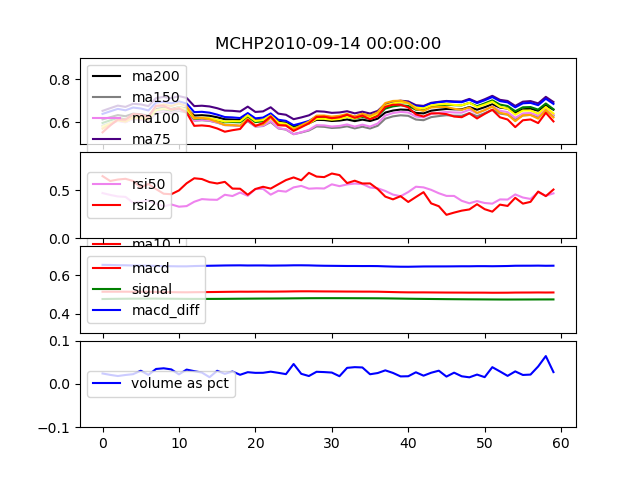 MCHP2010-09-14 00:00:00
0.8
0.6
ma200
ma150
ma100
ma75
0.5
0.0
rsi50
rsi20
ma10
0.6
0.4
macd
signal
macd_diff
0.1
0.0
−0.1
volume as pct
0 10 20 30 40 50 60